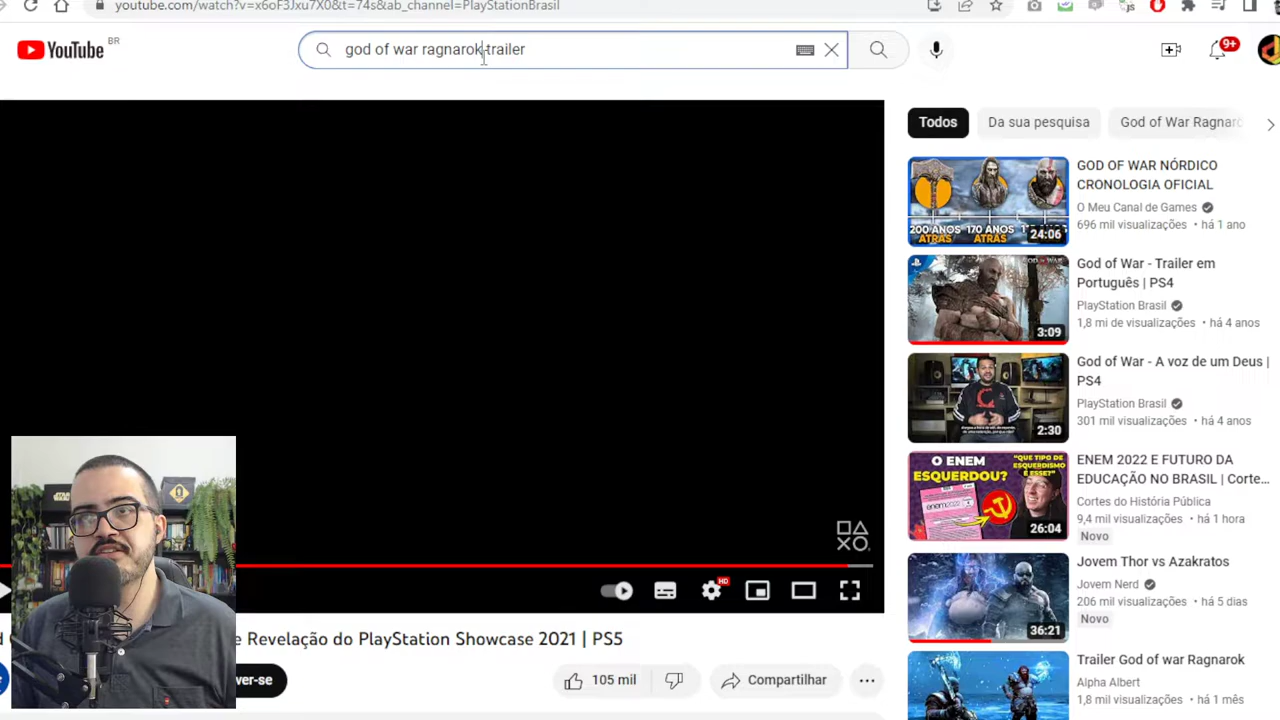 youtube.com/watch?v=x6oF3Jxu7X0&t=74s&ab_channel=PlayStationBrasil
YouTube BR
god of war ragnarok trailer
9+
Todos
Da sua pesquisa
God of War Ragnaro
GOD OF WAR NÓRDICO
CRONOLOGIA OFICIAL
O Meu Canal de Games
696 mil visualizações • há 1 ano
200 ANOS
ATRÁS
170 ANOS
ATRÁS
24:06
God of War - Trailer em
Português | PS4
PlayStation Brasil
1,8 mi de visualizações • há 4 anos
3:09
God of War - A voz de um Deus |
PS4
PlayStation Brasil
301 mil visualizações • há 4 anos
2:30
ENEM 2022 E FUTURO DA
EDUCAÇÃO NO BRASIL | Corte...
Cortes do História Pública
9,4 mil visualizações • há 1 hora
Novo
O ENEM
ESQUERDOU?
"QUE TIPO DE
ESQUERDISMO
É ESSE?"
26:04
Jovem Thor vs Azakratos
Jovem Nerd
206 mil visualizações • há 5 dias
Novo
36:21
Trailer God of war Ragnarok
Alpha Albert
1,8 mil visualizações • há 1 mês
HD
e Revelação do PlayStation Showcase 2021 | PS5
ver-se
105 mil
Compartilhar